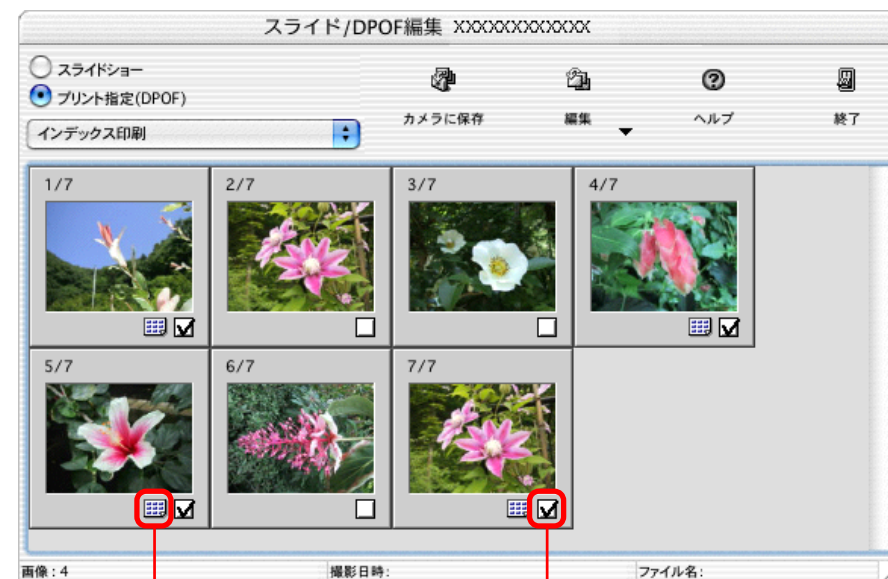 スライド/DPOF編集 XXXXXXXXXXXXX
スライドショー
プリント指定(DPOF)
インデックス印刷
カメラに保存
編集
ヘルプ
終了
1/7
2/7
3/7
4/7
5/7
6/7
7/7
画像:4
撮影日時:
ファイル名: